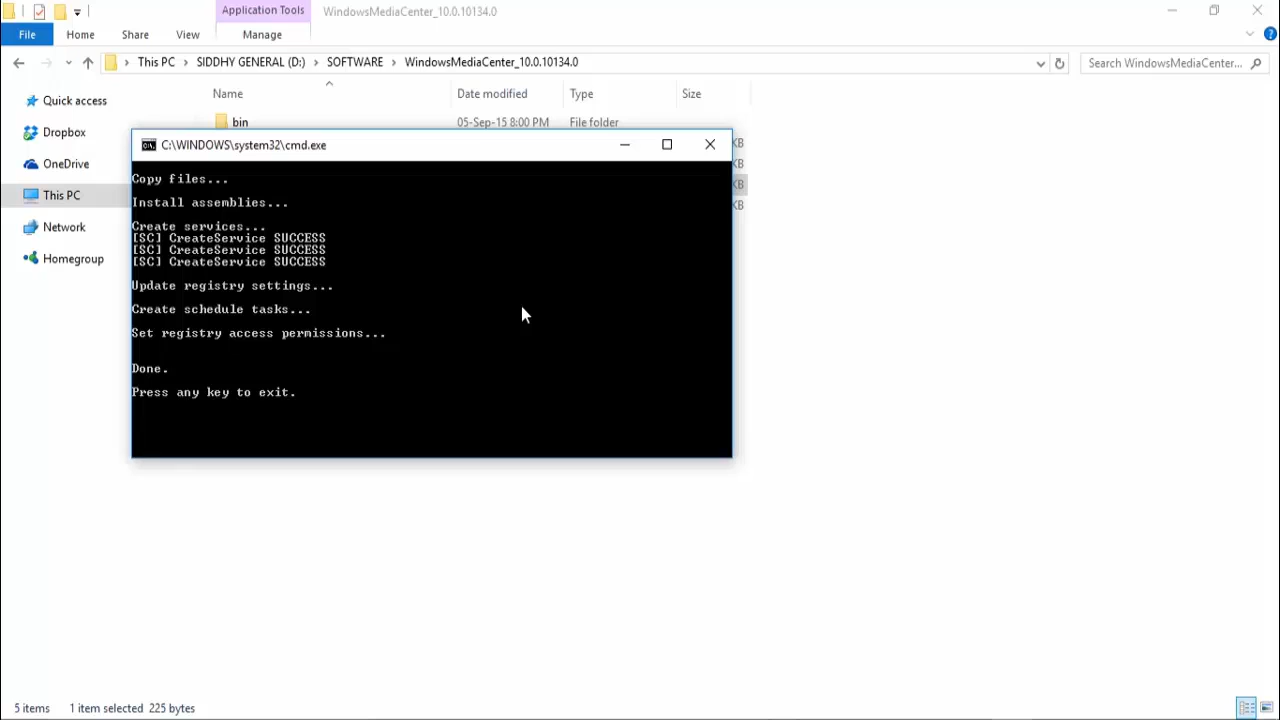 Application Tools
WindowsMediaCenter_10.0.10134.0
File
Home
Share
View
Manage
This PC
SIDDHY GENERAL (D:)
SOFTWARE
WindowsMediaCenter_10.0.10134.0
Search WindowsMediaCenter...
Name
Date modified
Type
Size
Quick access
Dropbox
OneDrive
This PC
Network
Homegroup
bin
05-Sep-15 8:00 PM
File folder
KB
KB
KB
KB
C:\WINDOWS\system32\cmd.exe
Copy files...
Install assemblies...
Create services...
[SC] CreateService SUCCESS
[SC] CreateService SUCCESS
[SC] CreateService SUCCESS
Update registry settings...
Create schedule tasks...
Set registry access permissions...
Done.
Press any key to exit.
5 items
1 item selected 225 bytes